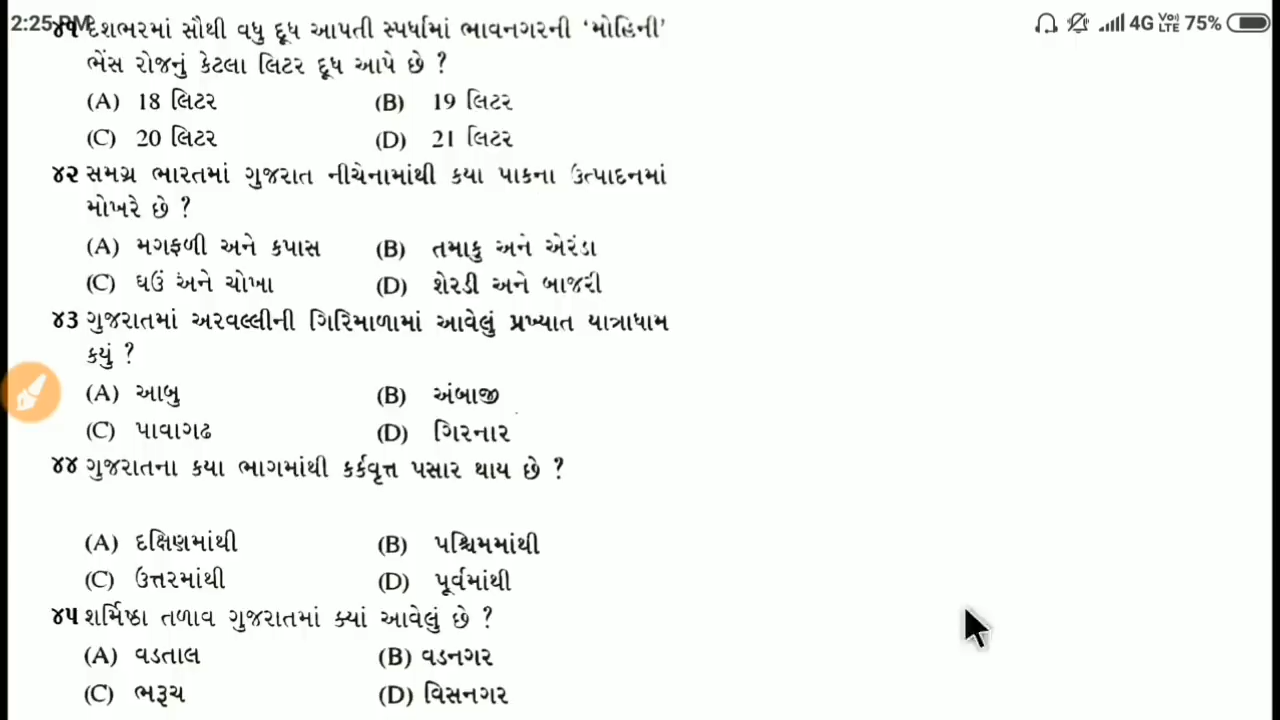 2:25 PM
4G VoLTE 75%
૪૧ દેશભરમાં સૌથી વધુ દૂધ આપતી સ્પર્ધામાં ભાવનગરની ‘મોહિની’
ભેંસ રોજનું કેટલા લિટર દૂધ આપે છે ?
(A) 18 લિટર (B) 19 લિટર
(C) 20 લિટર (D) 21 લિટર
૪૨ સમગ્ર ભારતમાં ગુજરાત નીચેનામાંથી કયા પાકના ઉત્પાદનમાં
મોખરે છે ?
(A) મગફળી અને કપાસ (B) તમાકુ અને એરંડા
(C) ઘઉં અને ચોખા (D) શેરડી અને બાજરી
૪૩ ગુજરાતમાં અરવલ્લીની ગિરિમાળામાં આવેલું પ્રખ્યાત યાત્રાધામ
કયું ?
(A) આબુ (B) અંબાજી
(C) પાવાગઢ (D) ગિરનાર
૪૪ ગુજરાતના કયા ભાગમાંથી કર્કવૃત્ત પસાર થાય છે ?
(A) દક્ષિણમાંથી (B) પશ્ચિમમાંથી
(C) ઉત્તરમાંથી (D) પૂર્વમાંથી
૪૫ શર્મિષ્ઠા તળાવ ગુજરાતમાં ક્યાં આવેલું છે ?
(A) વડતાલ (B) વડનગર
(C) ભરૂચ (D) વિસનગર